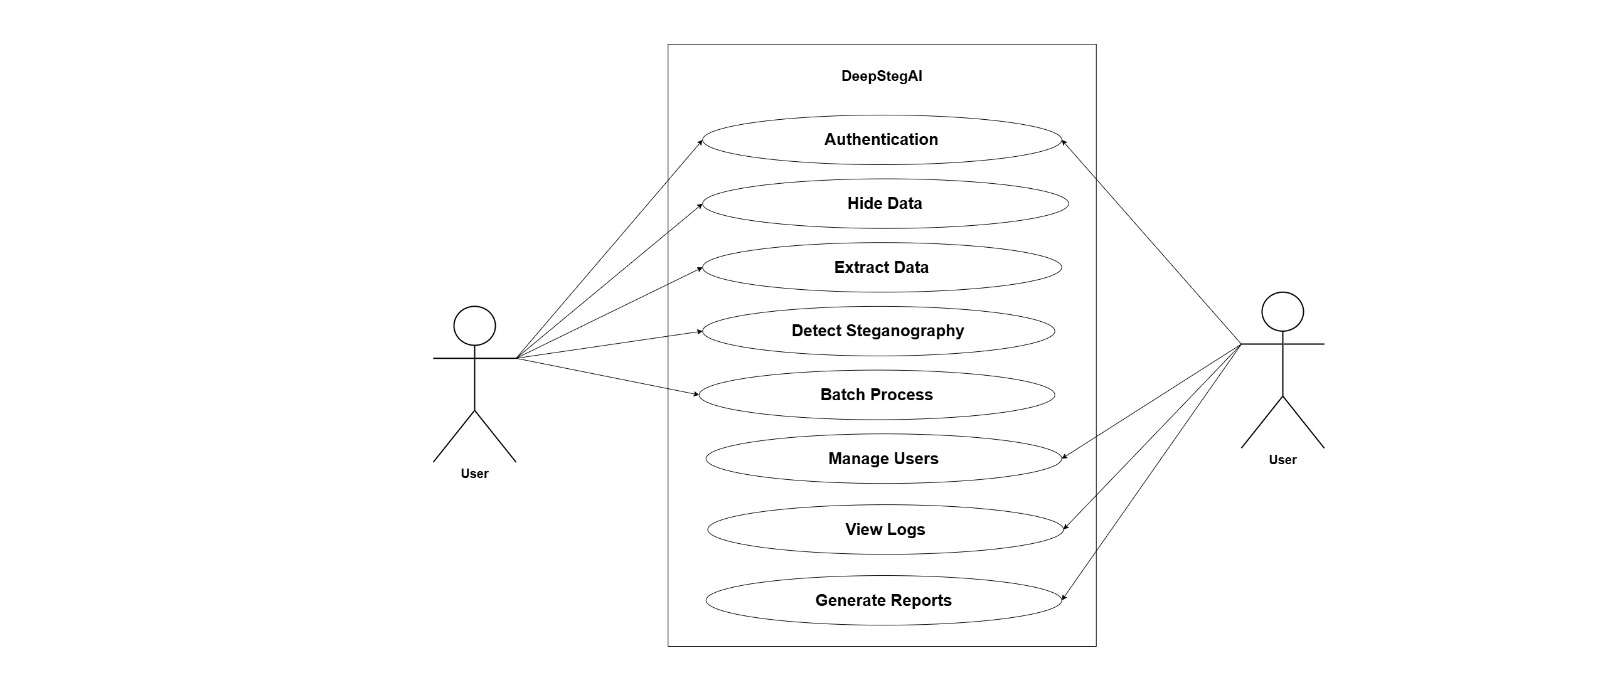 DeepStegAI
Authentication
Hide Data
Extract Data
Detect Steganography
Batch Process
Manage Users
View Logs
Generate Reports
User
User